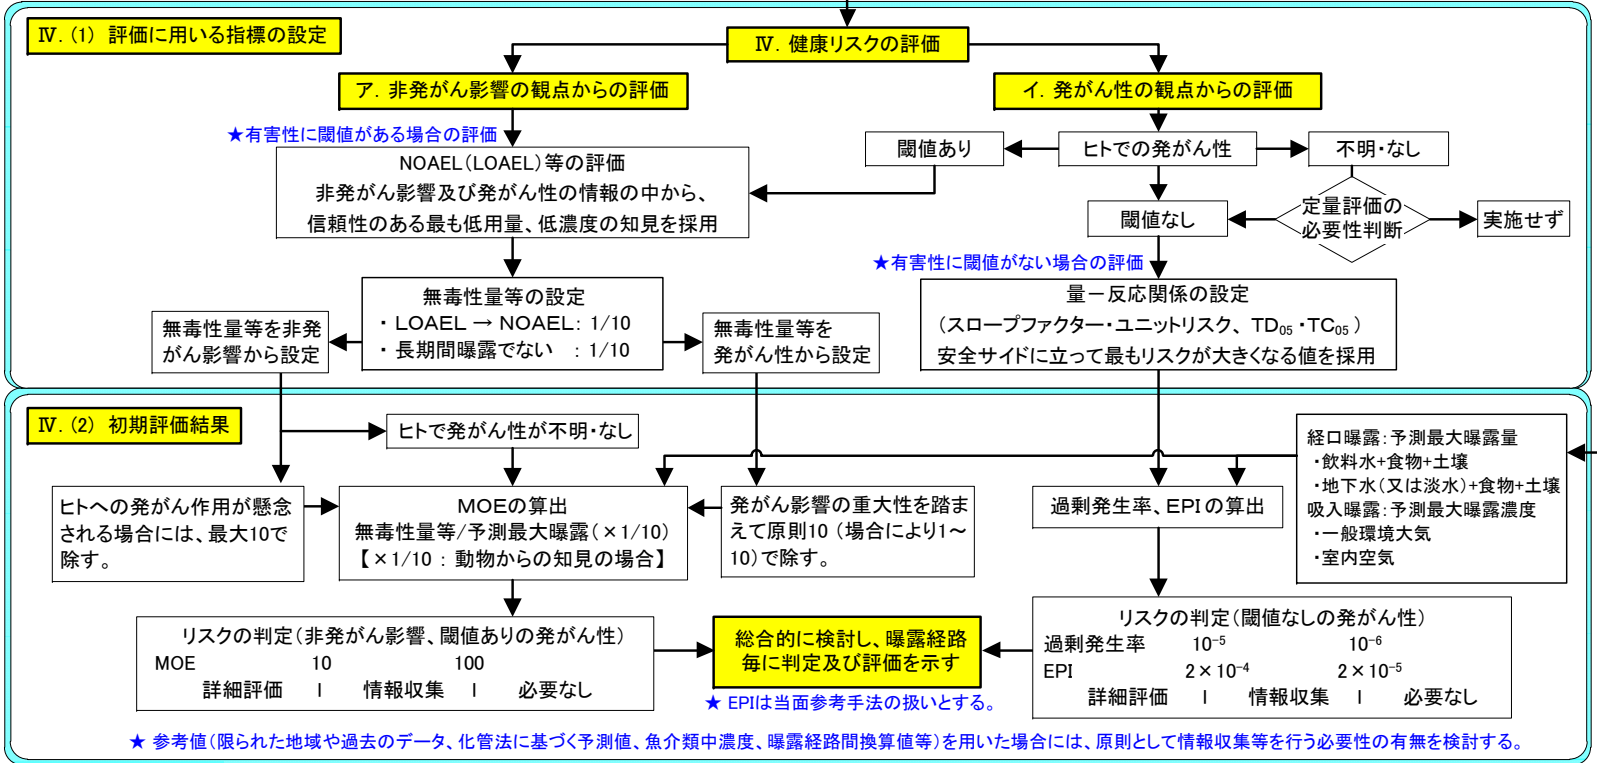 Ⅳ. (1) 評価に用いる指標の設定
Ⅳ. 健康リスクの評価
ア. 非発がん影響の観点からの評価
イ. 発がん性の観点からの評価
★有害性に閾値がある場合の評価
NOAEL(LOAEL)等の評価
非発がん影響及び発がん性の情報の中から、
信頼性のある最も低用量、低濃度の知見を採用
閾値あり
ヒトでの発がん性
不明・なし
閾値なし
定量評価の
必要性判断
実施せず
★有害性に閾値がない場合の評価
無毒性量等の設定
・ LOAEL → NOAEL: 1/10
・ 長期間曝露でない : 1/10
無毒性量等を非発
がん影響から設定
無毒性量等を
発がん性から設定
量－反応関係の設定
(スロープファクター・ユニットリスク、 TD₀₅ ・TC₀₅ )
安全サイドに立って最もリスクが大きくなる値を採用
Ⅳ. (2) 初期評価結果
ヒトで発がん性が不明・なし
ヒトへの発がん作用が懸念
される場合には、最大10で
除す。
MOEの算出
無毒性量等/予測最大曝露(×1/10)
【×1/10 : 動物からの知見の場合】
発がん影響の重大性を踏ま
えて原則10 (場合により1～
10)で除す。
過剰発生率、EPIの算出
経口曝露:予測最大曝露量
・飲料水+食物+土壌
・地下水(又は淡水)+食物+土壌
吸入曝露:予測最大曝露濃度
・一般環境大気
・室内空気
リスクの判定(非発がん影響、閾値ありの発がん性)
MOE 10 100
詳細評価 I 情報収集 I 必要なし
総合的に検討し、曝露経路
毎に判定及び評価を示す
★ EPIは当面参考手法の扱いとする。
リスクの判定(閾値なしの発がん性)
過剰発生率 10⁻⁵ 10⁻⁶
EPI 2×10⁻⁴ 2×10⁻⁵
詳細評価 I 情報収集 I 必要なし
★ 参考値(限られた地域や過去のデータ、化管法に基づく予測値、魚介類中濃度、曝露経路間換算値等)を用いた場合には、原則として情報収集等を行う必要性の有無を検討する。